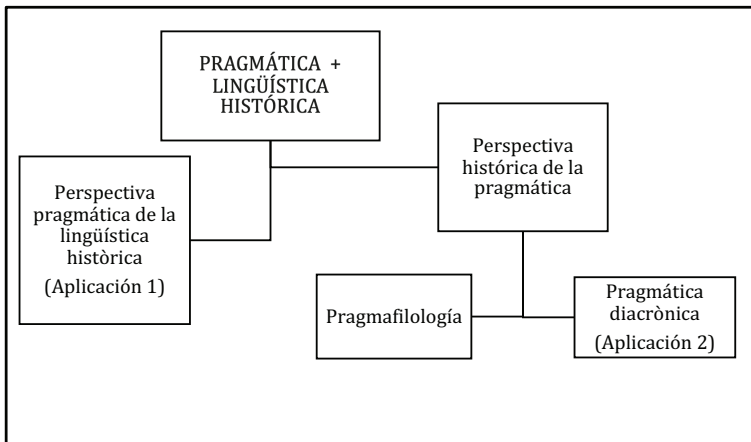 PRAGMÁTICA +
LINGÜÍSTICA
HISTÓRICA
Perspectiva
pragmática de la
lingüística
històrica
(Aplicación 1)
Perspectiva
histórica de la
pragmática
Pragmafilología
Pragmática
diacrònica
(Aplicación 2)